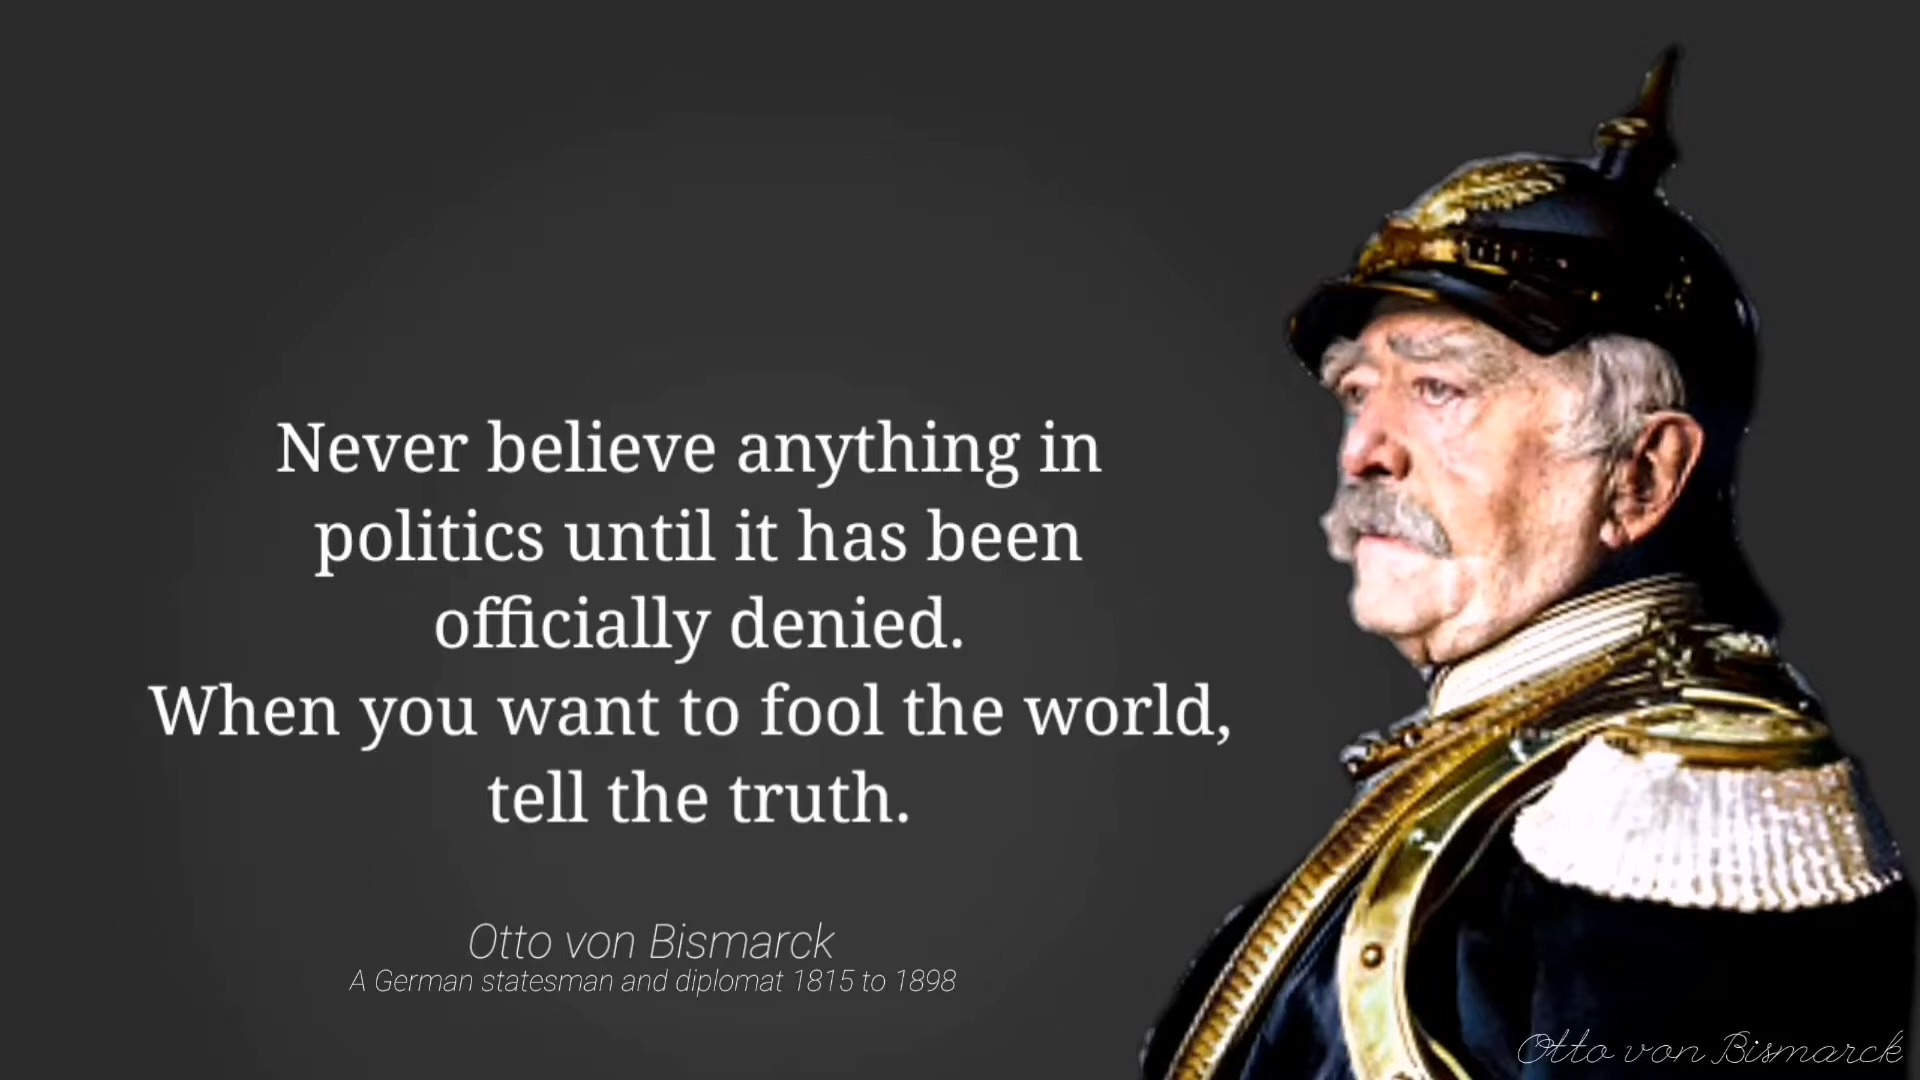 Never believe anything in
politics until it has been
officially denied.
When you want to fool the world,
tell the truth.
Otto von Bismarck
A German statesman and diplomat 1815 to 1898
Otto von Bismarck